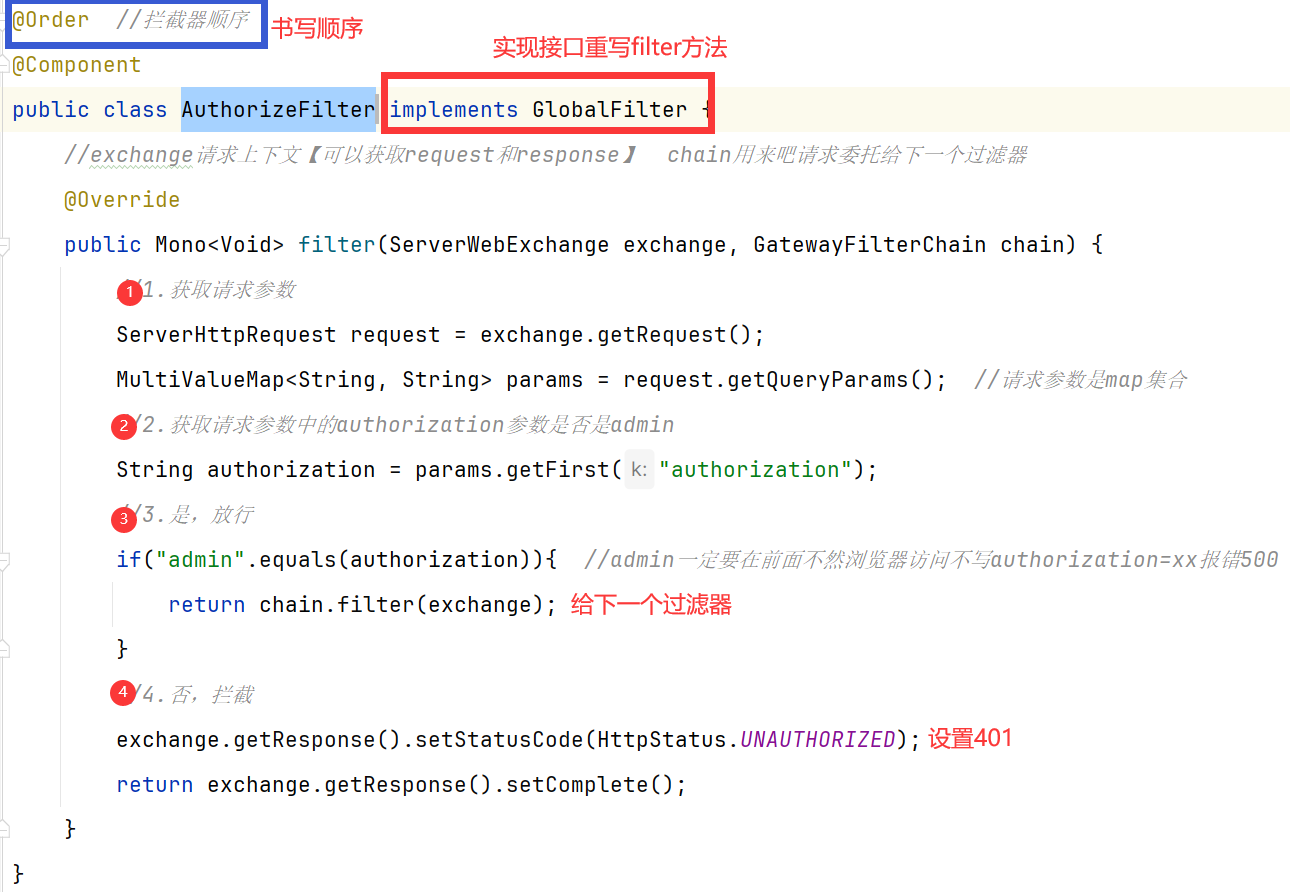 @Order //拦截器顺序 书写顺序
实现接口重写filter方法
@Component
public class AuthorizeFilter implements GlobalFilter {
//exchange请求上下文【可以获取request和response】 chain用来吧请求委托给下一个过滤器
@Override
public Mono<Void> filter(ServerWebExchange exchange, GatewayFilterChain chain) {
1 /1.获取请求参数
ServerHttpRequest request = exchange.getRequest();
MultiValueMap<String, String> params = request.getQueryParams(); //请求参数是map集合
2 /2.获取请求参数中的authorization参数是否是admin
String authorization = params.getFirst( k: "authorization");
3 /3.是，放行
if("admin".equals(authorization)){ //admin一定要在前面不然浏览器访问不写authorization=xx报错500
return chain.filter(exchange); 给下一个过滤器
}
4 /4.否，拦截
exchange.getResponse().setStatusCode(HttpStatus.UNAUTHORIZED); 设置401
return exchange.getResponse().setComplete();
}
}